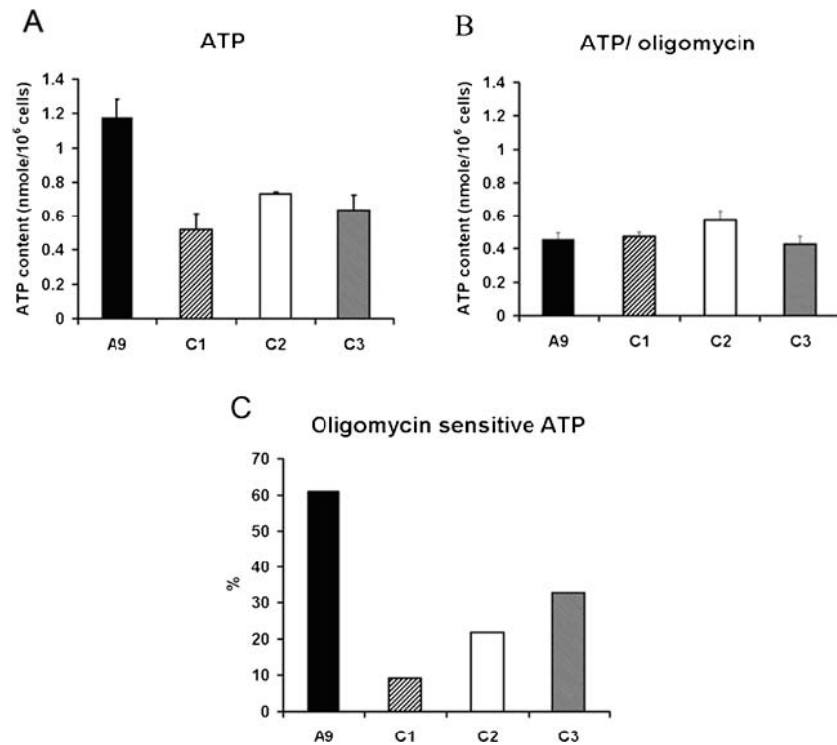 A
ATP
ATP content (nmole/10⁶ cells)
1.4
1.2
1
0.8
0.6
0.4
0.2
0
A9 C1 C2 C3
B
ATP/ oligomycin
ATP content (nmole/10⁶ cells)
1.4
1.2
1
0.8
0.6
0.4
0.2
0
A9 C1 C2 C3
C
Oligomycin sensitive ATP
%
70
60
50
40
30
20
10
0
A9 C1 C2 C3